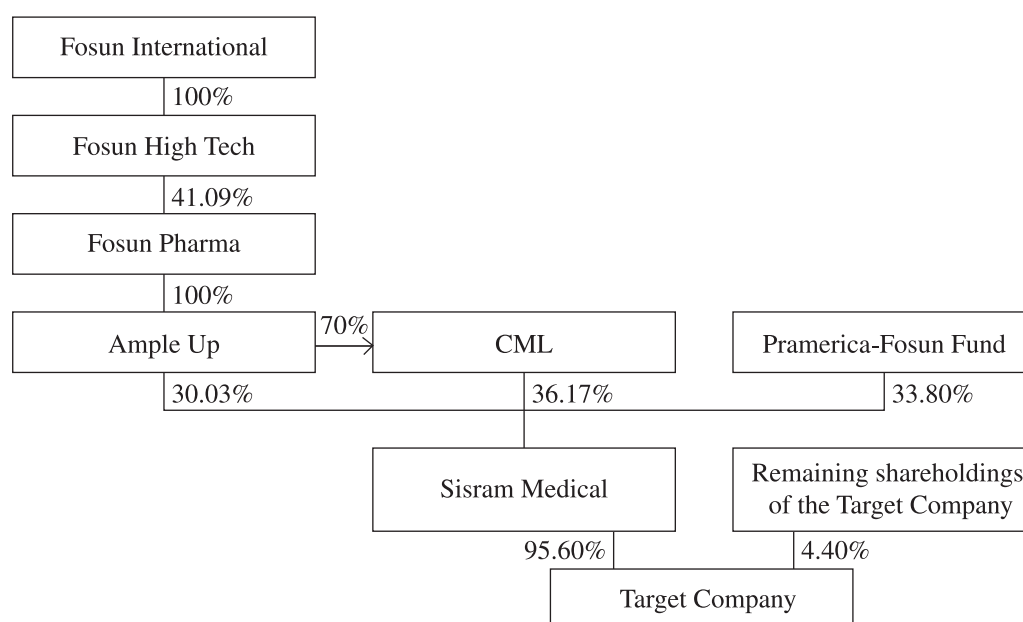 Fosun International
100%
Fosun High Tech
41.09%
Fosun Pharma
100%
Ample Up
70%
CML
Pramerica-Fosun Fund
30.03%
36.17%
33.80%
Sisram Medical
Remaining shareholdings
of the Target Company
95.60%
4.40%
Target Company